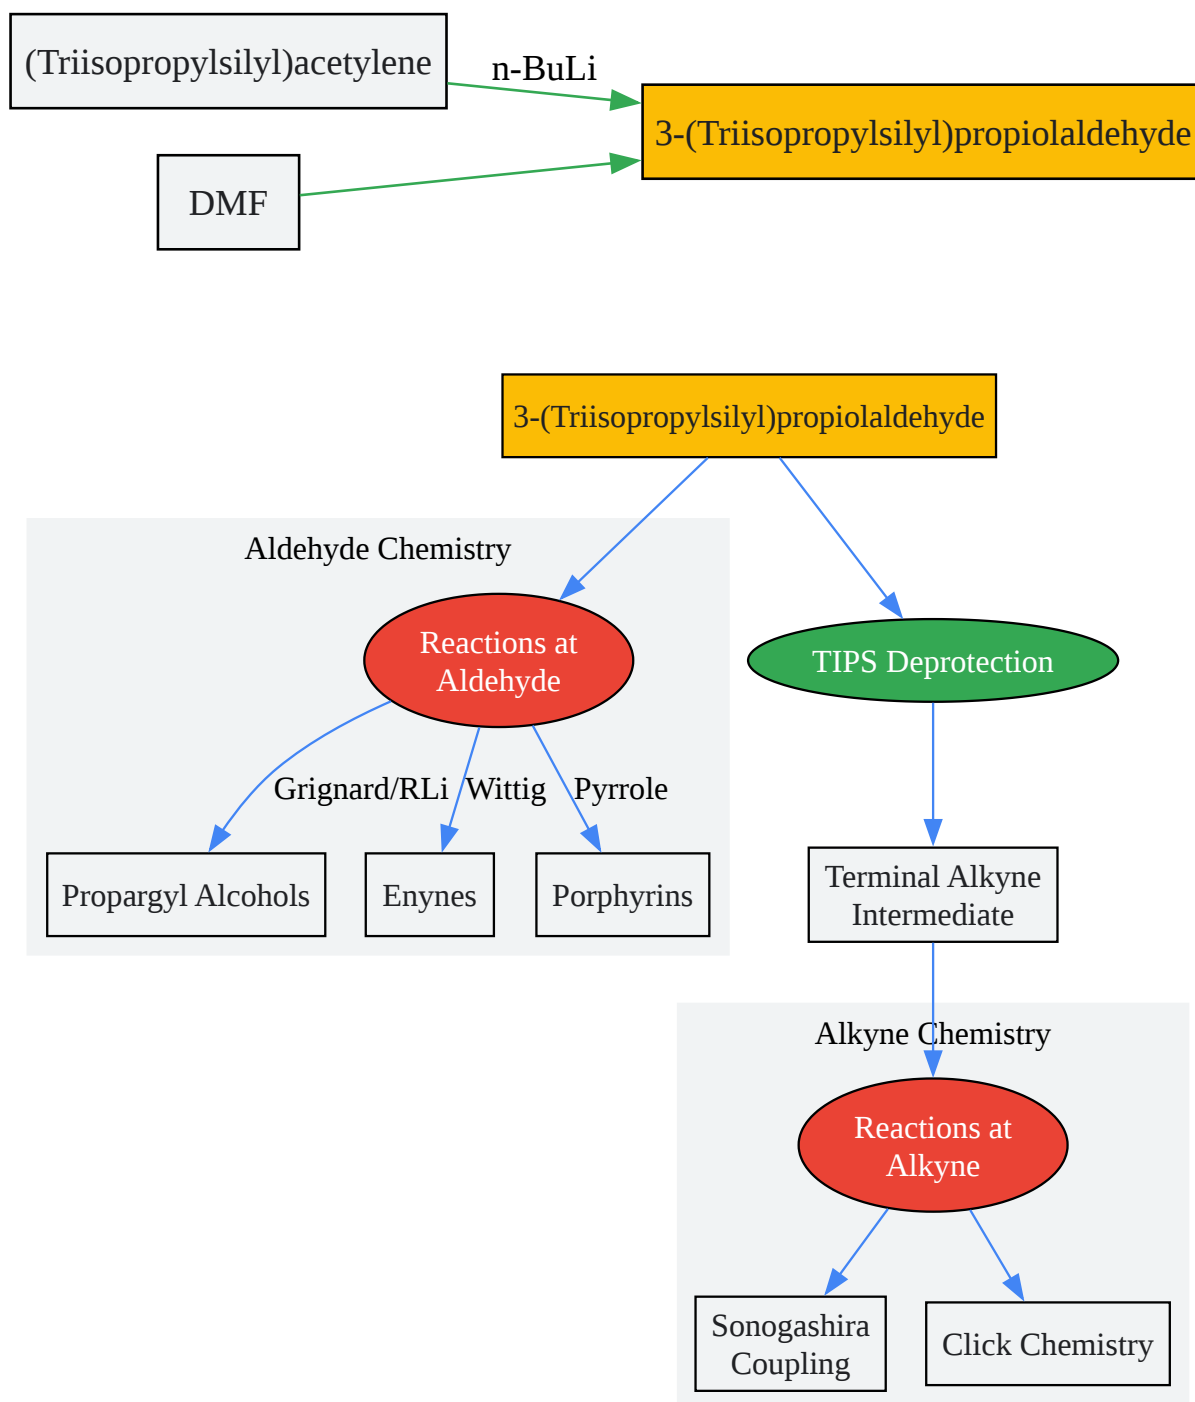 (Triisopropylsilyl)acetylene
n-BuLi
3-(Triisopropylsilyl)propiolaldehyde
DMF
3-(Triisopropylsilyl)propiolaldehyde
Aldehyde Chemistry
Reactions at
Aldehyde
TIPS Deprotection
Grignard/RLi
Wittig
Pyrrole
Propargyl Alcohols
Enynes
Porphyrins
Terminal Alkyne
Intermediate
Alkyne Chemistry
Reactions at
Alkyne
Sonogashira
Coupling
Click Chemistry